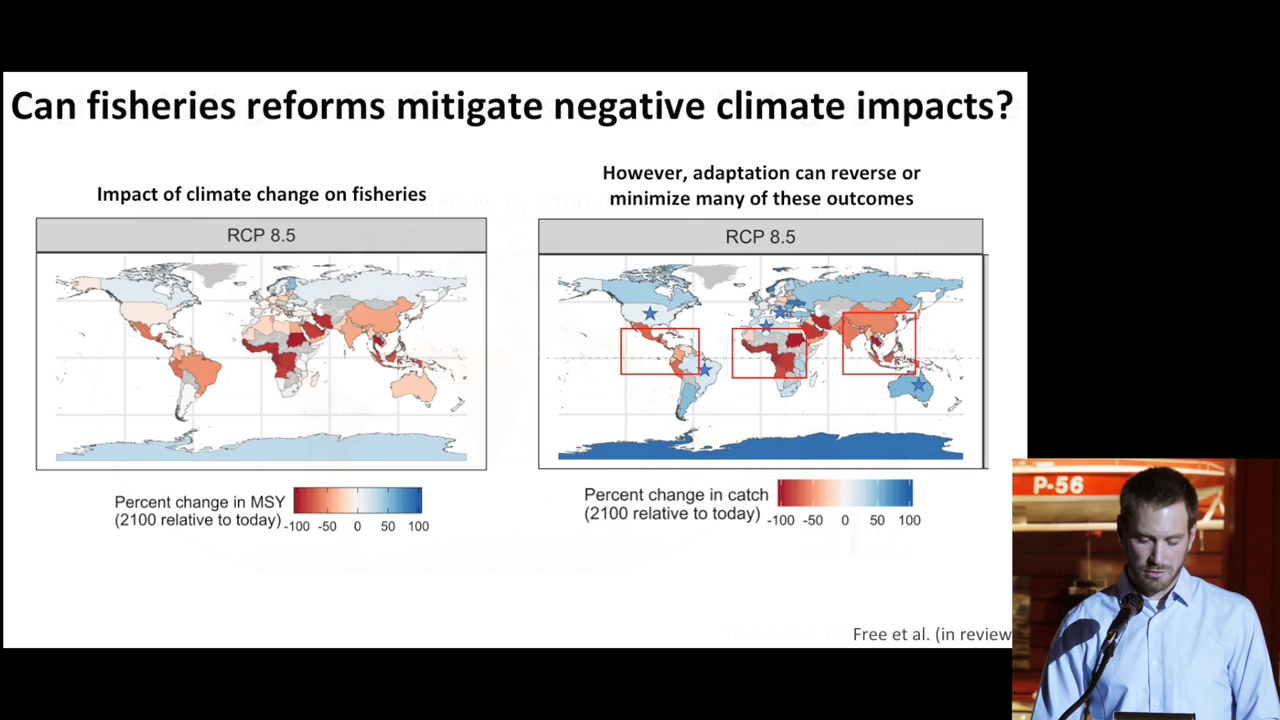 Can fisheries reforms mitigate negative climate impacts?
Impact of climate change on fisheries
However, adaptation can reverse or
minimize many of these outcomes
RCP 8.5
RCP 8.5
Percent change in MSY
(2100 relative to today)
-100 -50 0 50 100
Percent change in catch
(2100 relative to today)
-100 -50 0 50 100
Free et al. (in review
P-56